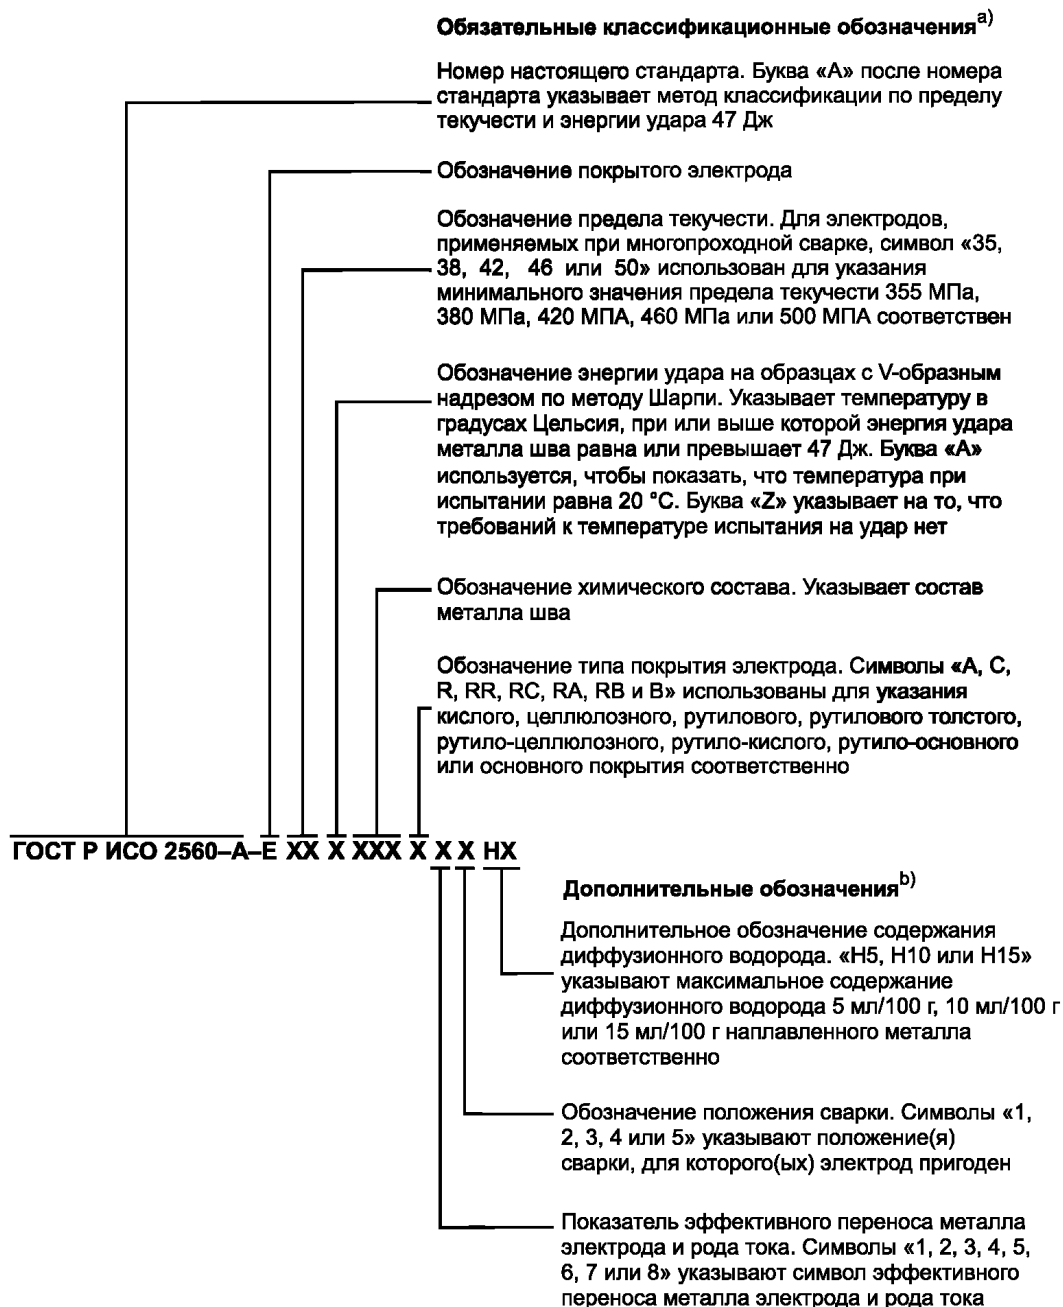 Обязательные классификационные обозначения a)
Номер настоящего стандарта. Буква «А» после номера
стандарта указывает метод классификации по пределу
текучести и энергии удара 47 Дж
Обозначение покрытого электрода
Обозначение предела текучести. Для электродов,
применяемых при многопроходной сварке, символ «35,
38, 42, 46 или 50» использован для указания
минимального значения предела текучести 355 МПа,
380 МПа, 420 МПА, 460 МПа или 500 МПА соответствен
Обозначение энергии удара на образцах с V-образным
надрезом по методу Шарпи. Указывает температуру в
градусах Цельсия, при или выше которой энергия удара
металла шва равна или превышает 47 Дж. Буква «А»
используется, чтобы показать, что температура при
испытании равна 20 °С. Буква «Z» указывает на то, что
требований к температуре испытания на удар нет
Обозначение химического состава. Указывает состав
металла шва
Обозначение типа покрытия электрода. Символы «A, C,
R, RR, RC, RA, RB и B» использованы для указания
кислого, целлюлозного, рутилового, рутилового толстого,
рутило-целлюлозного, рутило-кислого, рутило-основного
или основного покрытия соответственно
ГОСТ Р ИСО 2560–А–Е XX X XXX X X X HX
Дополнительные обозначения b)
Дополнительное обозначение содержания
диффузионного водорода. «Н5, Н10 или Н15»
указывают максимальное содержание
диффузионного водорода 5 мл/100 г, 10 мл/100 г
или 15 мл/100 г наплавленного металла
соответственно
Обозначение положения сварки. Символы «1,
2, 3, 4 или 5» указывают положение(я)
сварки, для которого(ых) электрод пригоден
Показатель эффективного переноса металла
электрода и рода тока. Символы «1, 2, 3, 4, 5,
6, 7 или 8» указывают символ эффективного
переноса металла электрода и рода тока